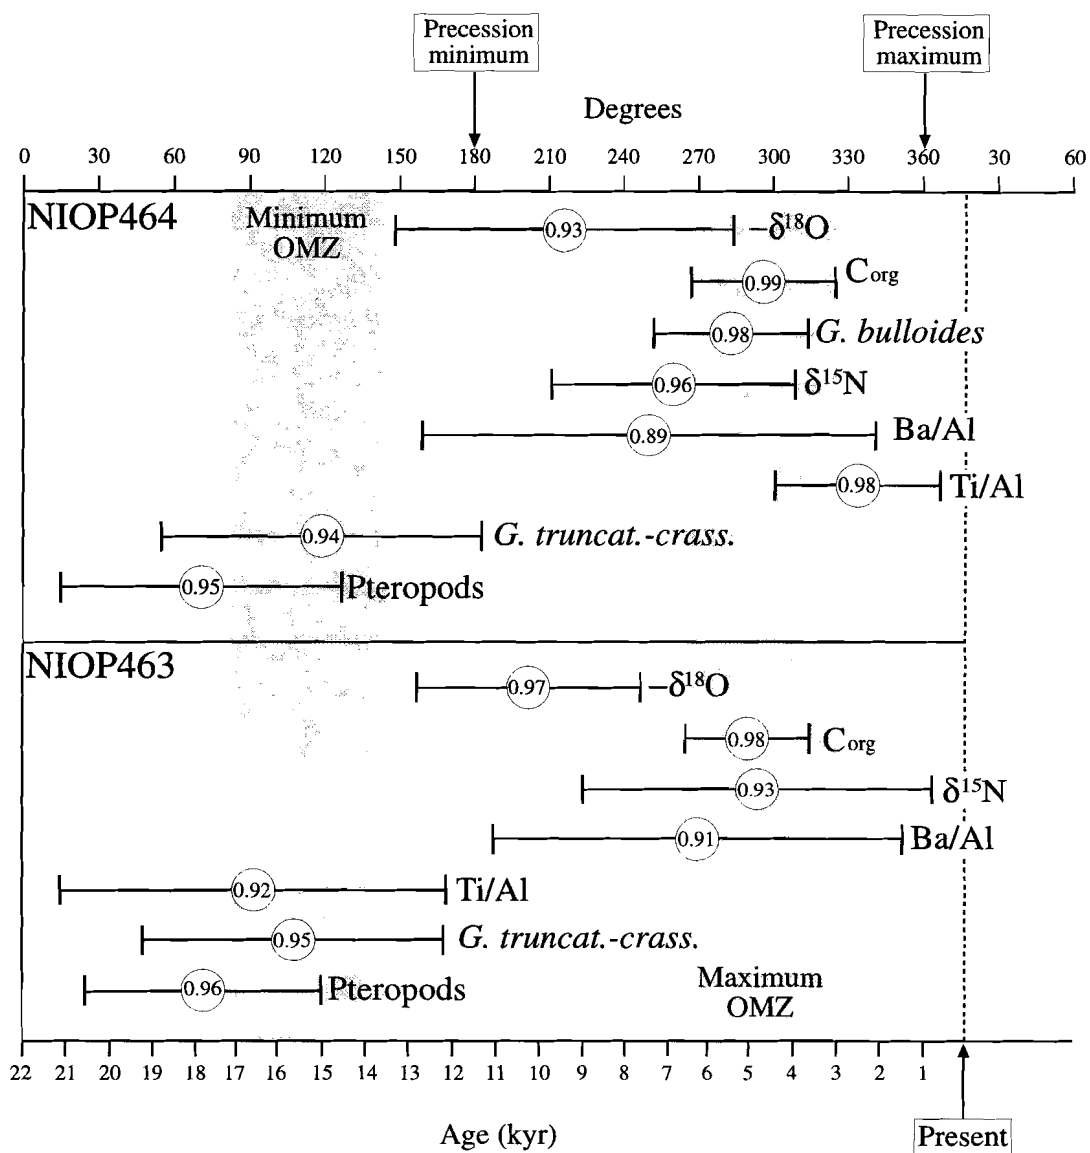 Precession
minimum
Precession
maximum
Degrees
0 30 60 90 120 150 180 210 240 270 300 330 360 30 60
NIOP464
Minimum
OMZ
0.93 –δ¹⁸O
0.99 Corg
0.98 G. bulloides
0.96 δ¹⁵N
0.89 Ba/Al
0.98 Ti/Al
0.94 G. truncat.-crass.
0.95 Pteropods
NIOP463
0.97 –δ¹⁸O
0.98 Corg
0.93 δ¹⁵N
0.91 Ba/Al
0.92 Ti/Al
0.95 G. truncat.-crass.
0.96 Pteropods
Maximum
OMZ
22 21 20 19 18 17 16 15 14 13 12 11 10 9 8 7 6 5 4 3 2 1
Age (kyr)
Present